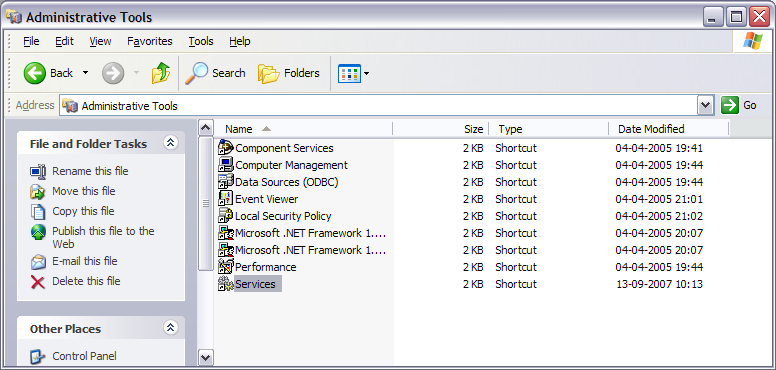 Administrative Tools
File Edit View Favorites Tools Help
Back Search Folders
Address Administrative Tools Go
File and Folder Tasks
Rename this file
Move this file
Copy this file
Publish this file to the
Web
E-mail this file
Delete this file
Other Places
Control Panel
Name Size Type Date Modified
Component Services 2 KB Shortcut 04-04-2005 19:41
Computer Management 2 KB Shortcut 04-04-2005 19:44
Data Sources (ODBC) 2 KB Shortcut 04-04-2005 19:44
Event Viewer 2 KB Shortcut 04-04-2005 21:01
Local Security Policy 2 KB Shortcut 04-04-2005 21:02
Microsoft .NET Framework 1.... 2 KB Shortcut 04-04-2005 20:07
Microsoft .NET Framework 1.... 2 KB Shortcut 04-04-2005 20:07
Performance 2 KB Shortcut 04-04-2005 19:44
Services 2 KB Shortcut 13-09-2007 10:13